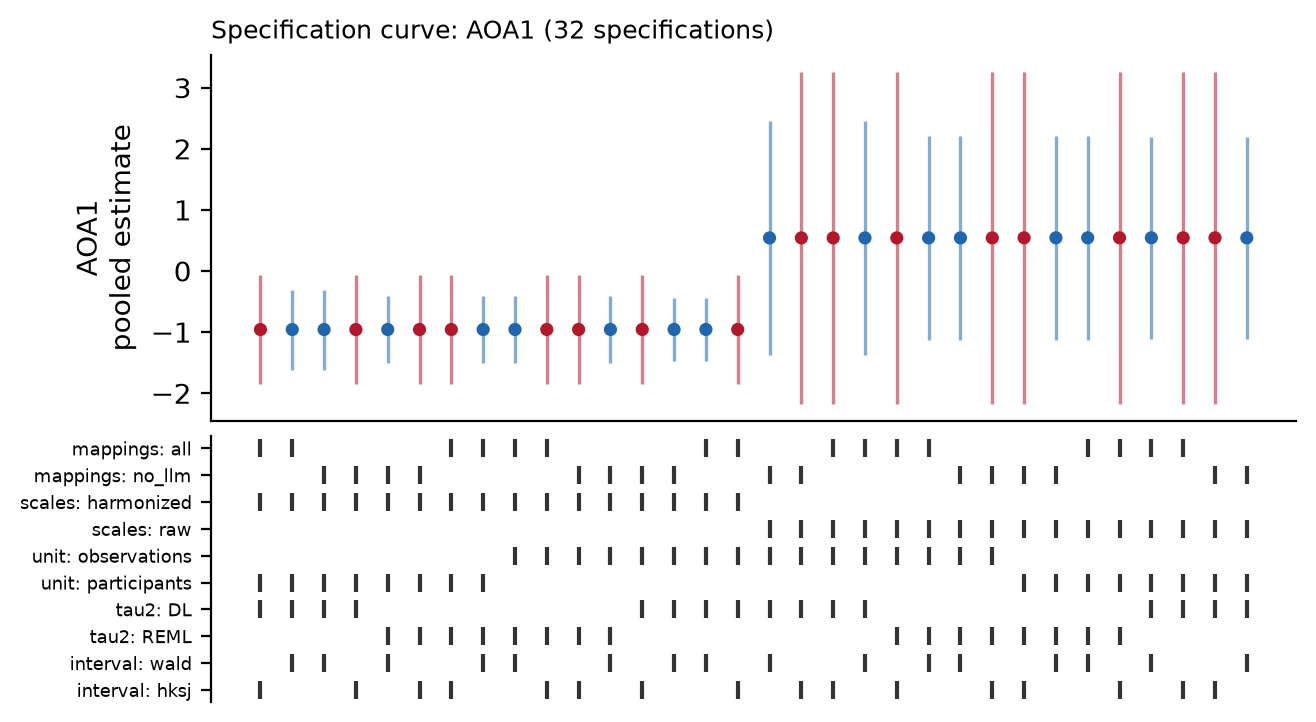 Specification curve: AOA1 (32 specifications)
3
2
1
0
−1
−2
AOA1
pooled estimate
mappings: all
mappings: no_llm
scales: harmonized
scales: raw
unit: observations
unit: participants
tau2: DL
tau2: REML
interval: wald
interval: hksj